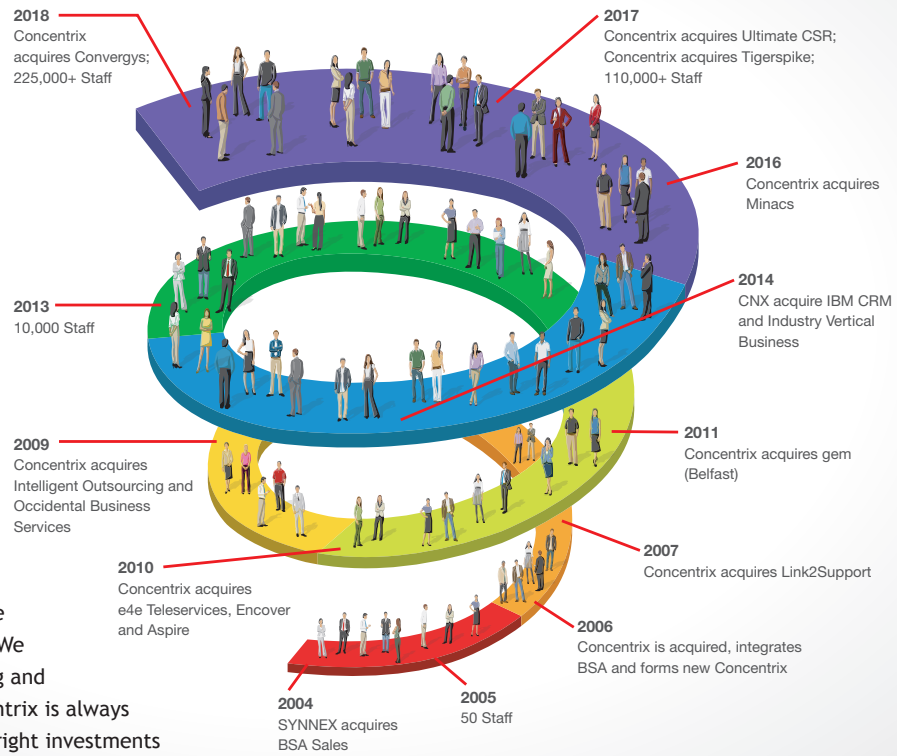 2018
Concentrix
acquires Convergys;
225,000+ Staff
2017
Concentrix acquires Ultimate CSR;
Concentrix acquires Tigerspike;
110,000+ Staff
2016
Concentrix acquires
Minacs
2014
CNX acquire IBM CRM
and Industry Vertical
Business
2013
10,000 Staff
2011
Concentrix acquires gem
(Belfast)
2009
Concentrix acquires
Intelligent Outsourcing and
Occidental Business
Services
2010
Concentrix acquires
e4e Teleservices, Encover
and Aspire
2007
Concentrix acquires Link2Support
2006
Concentrix is acquired, integrates
BSA and forms new Concentrix
2005
50 Staff
2004
SYNNEX acquires
BSA Sales
e
We
g and
ntrix is always
right investments